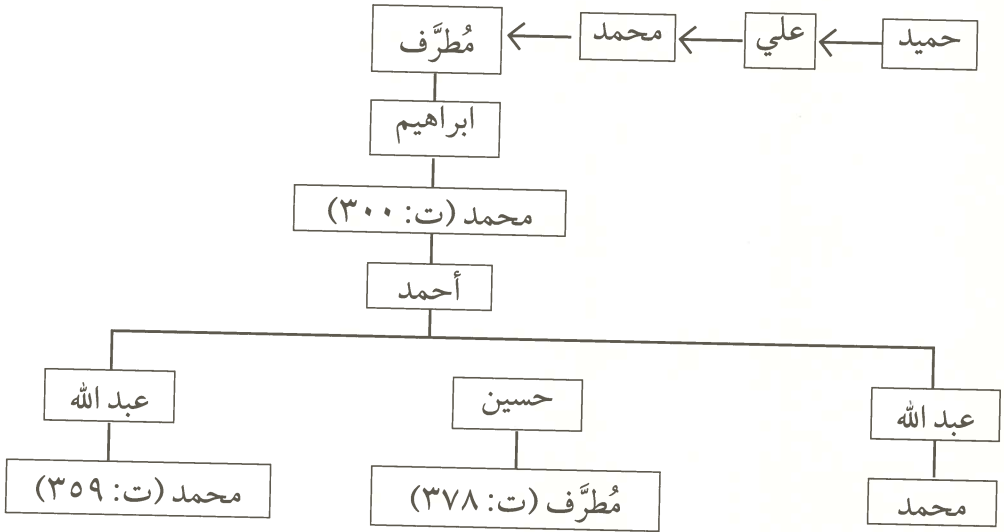 حميد
علي
محمد
مُطرَّف
ابراهيم
محمد (ت: ٣٠٠)
أحمد
عبد الله
حسين
عبد الله
محمد
مُطرَّف (ت: ٣٧٨)
محمد (ت: ٣٥٩)